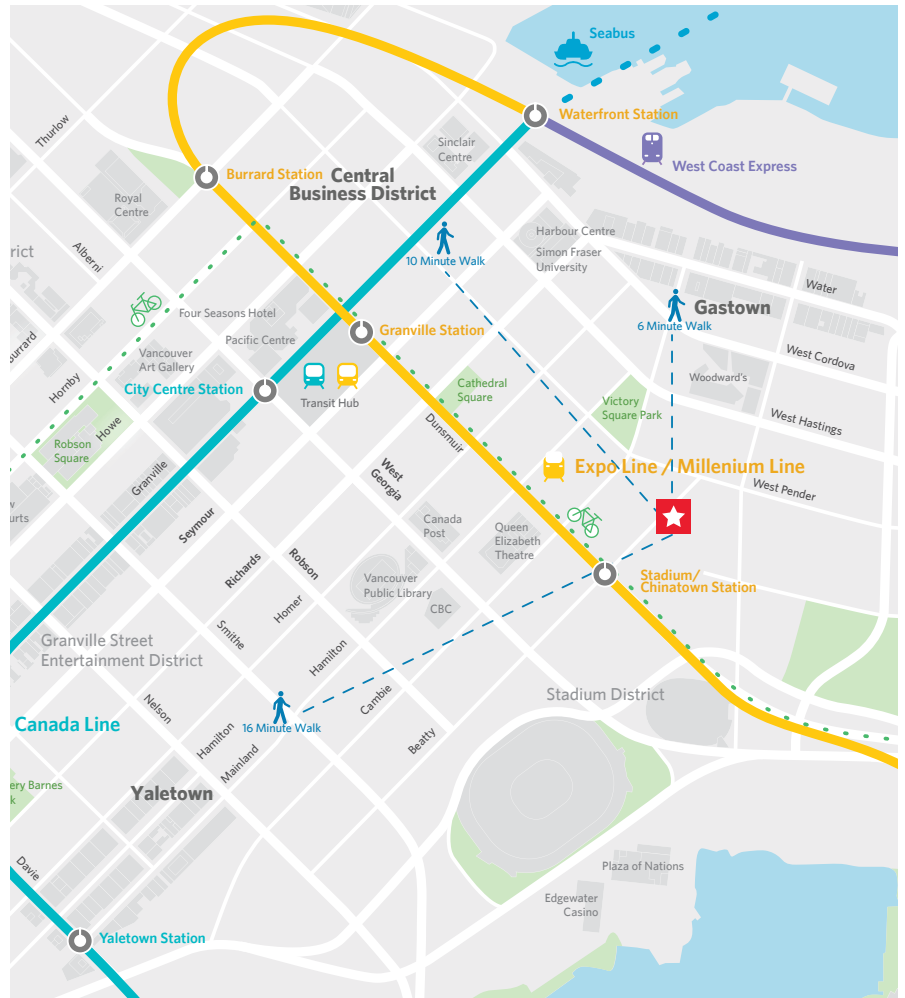 Seabus
Waterfront Station
Thurlow
Sinclair
Centre
West Coast Express
Burrard Station
Central
Business District
Royal
Centre
Harbour Centre
Simon Fraser
University
Alberni
rict
10 Minute Walk
Water
Gastown
6 Minute Walk
Four Seasons Hotel
Granville Station
Pacific Centre
Burrard
Vancouver
Art Gallery
West Cordova
Hornby
City Centre Station
Transit Hub
Cathedral
Square
Woodward's
Victory
Square Park
West Hastings
Howe
Robson
Square
Dunsmuir
Granville
West
Georgia
Expo Line / Millenium Line
West Pender
urts
Seymour
Canada
Post
Queen
Elizabeth
Theatre
Richards
Robson
Vancouver
Public Library
Stadium/
Chinatown Station
Homer
CBC
Smithe
Granville Street
Entertainment District
Hamilton
Nelson
Cambie
Stadium District
Canada Line
16 Minute Walk
Hamilton
Mainland
Beatty
ery Barnes
k
Yaletown
Davie
Plaza of Nations
Edgewater
Casino
Yaletown Station